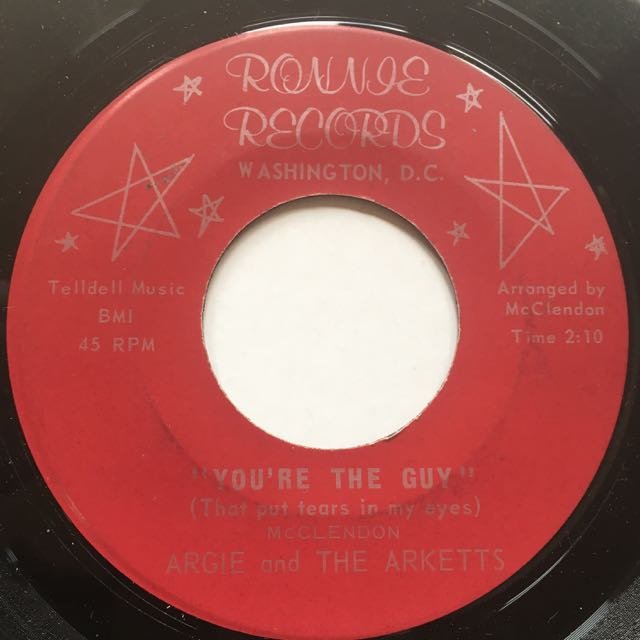 RONNIE
RECORDS
WASHINGTON, D.C.
Telldell Music
BMI
45 RPM
Arranged by
McClendon
Time 2:10
"YOU'RE THE GUY"
(That put tears in my eyes)
McCLENDON
ARGIE and THE ARKETTS